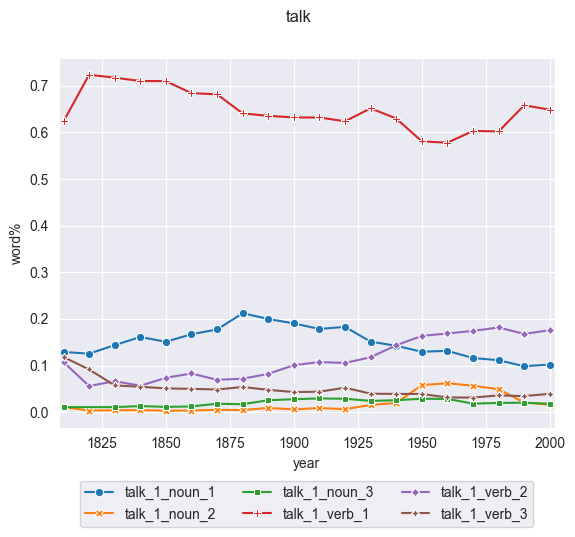 talk
0.7
0.6
0.5
0.4
0.3
0.2
0.1
0.0
word%
1825 1850 1875 1900 1925 1950 1975 2000
year
talk_1_noun_1 talk_1_noun_3 talk_1_verb_2
talk_1_noun_2 talk_1_verb_1 talk_1_verb_3